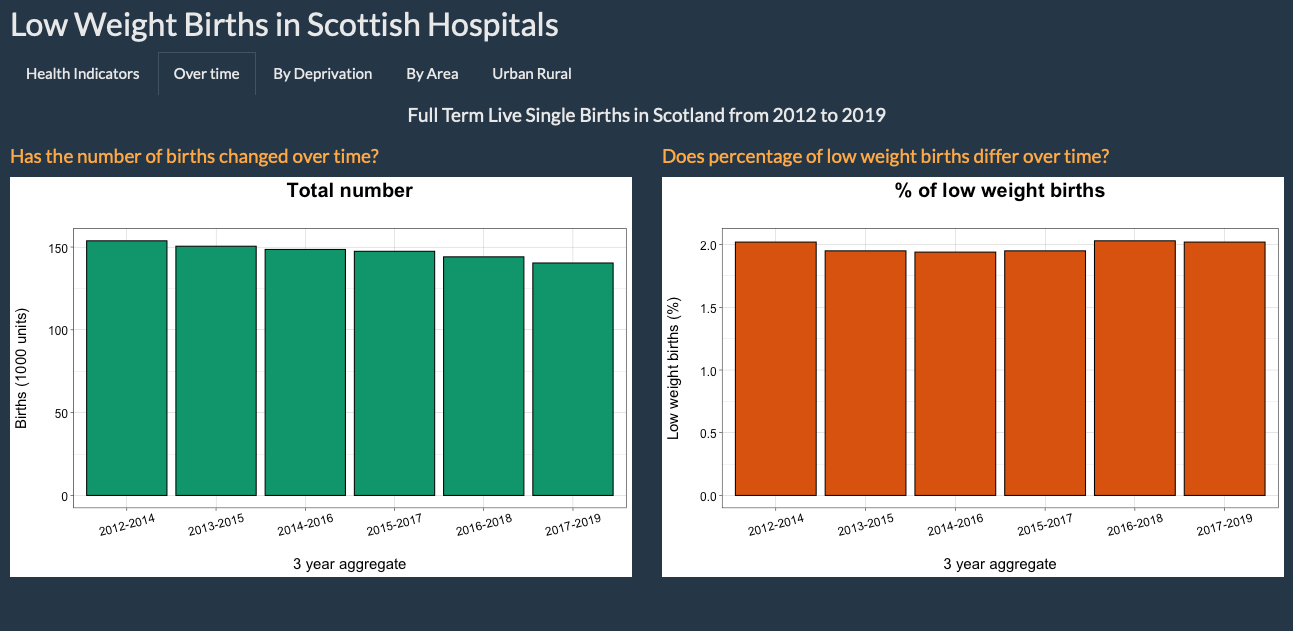 Low Weight Births in Scottish Hospitals
Health Indicators Over time By Deprivation By Area Urban Rural
Full Term Live Single Births in Scotland from 2012 to 2019
Has the number of births changed over time?
Total number
Births (1000 units)
150
100
50
0
2012-2014 2013-2015 2014-2016 2015-2017 2016-2018 2017-2019
3 year aggregate
Does percentage of low weight births differ over time?
% of low weight births
Low weight births (%)
2.0
1.5
1.0
0.5
0.0
2012-2014 2013-2015 2014-2016 2015-2017 2016-2018 2017-2019
3 year aggregate